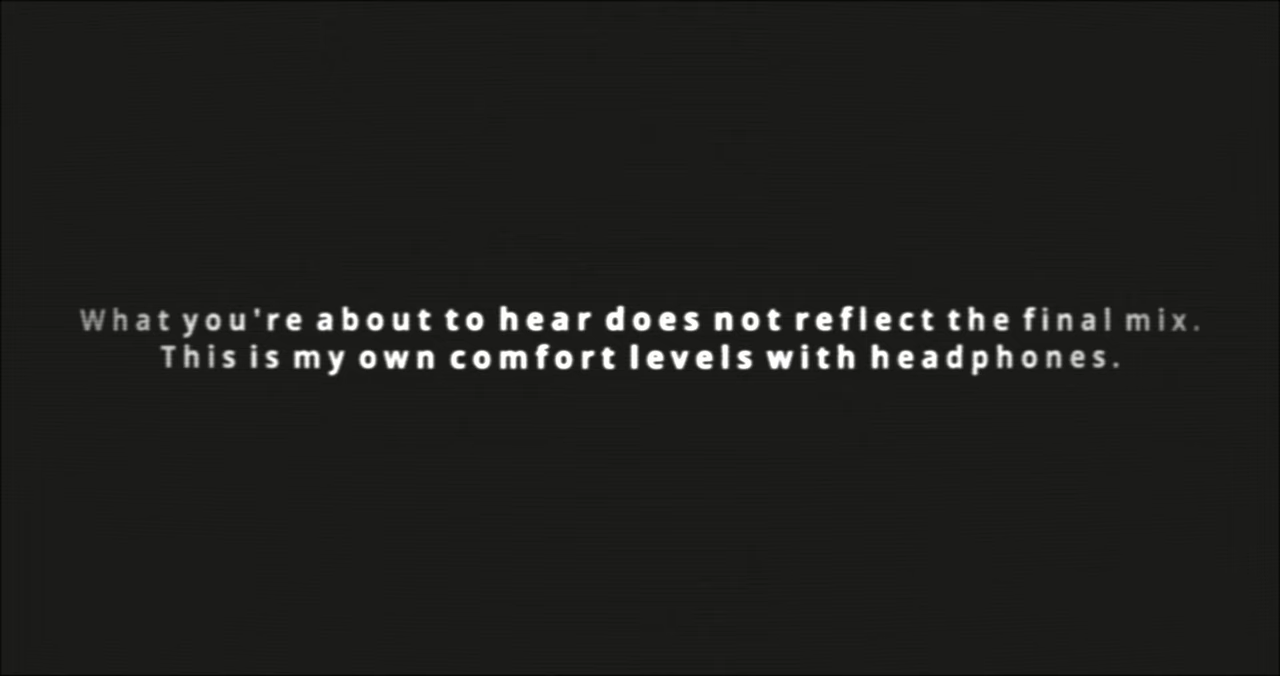 What you're about to hear does not reflect the final mix.
This is my own comfort levels with headphones.